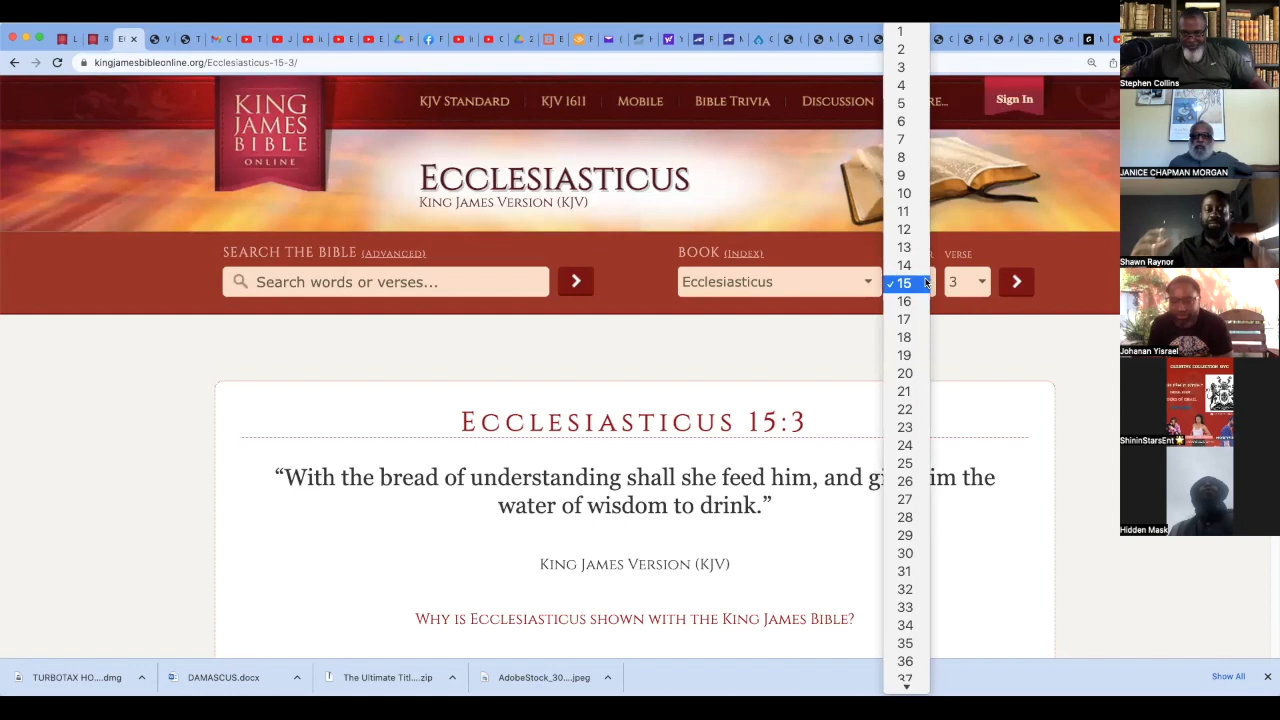 kingjamesbibleonline.org/Ecclesiasticus-15-3/
KING
JAMES
BIBLE
ONLINE
KJV STANDARD
KJV 1611
MOBILE
BIBLE TRIVIA
DISCUSSION
Sign In
ECCLESIASTICUS
KING JAMES VERSION (KJV)
SEARCH THE BIBLE (ADVANCED)
BOOK (INDEX)
VERSE
Search words or verses...
Ecclesiasticus
3
1
2
3
4
5
6
7
8
9
10
11
12
13
14
✓ 15
16
17
18
19
20
21
22
23
24
25
26
27
28
29
30
31
32
33
34
35
36
37
ECCLESIASTICUS 15:3
“With the bread of understanding shall she feed him, and gi im the
water of wisdom to drink.”
KING JAMES VERSION (KJV)
WHY IS ECCLESIASTICUS SHOWN WITH THE KING JAMES BIBLE?
TURBOTAX HO....dmg
DAMASCUS.docx
The Ultimate Titl....zip
AdobeStock_30....jpeg
Show All
Stephen Collins
JANICE CHAPMAN MORGAN
Shawn Raynor
Johanan Yisrael
ShininStarsEnt
Hidden Mask